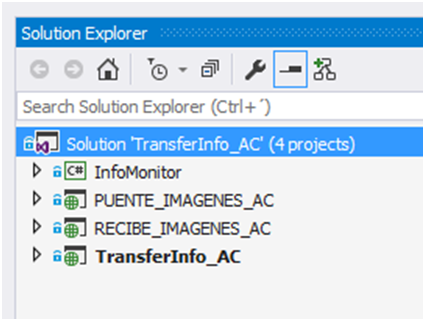 Solution Explorer
Search Solution Explorer (Ctrl+´)
Solution 'TransferInfo_AC' (4 projects)
C# InfoMonitor
PUENTE_IMAGENES_AC
RECIBE_IMAGENES_AC
TransferInfo_AC